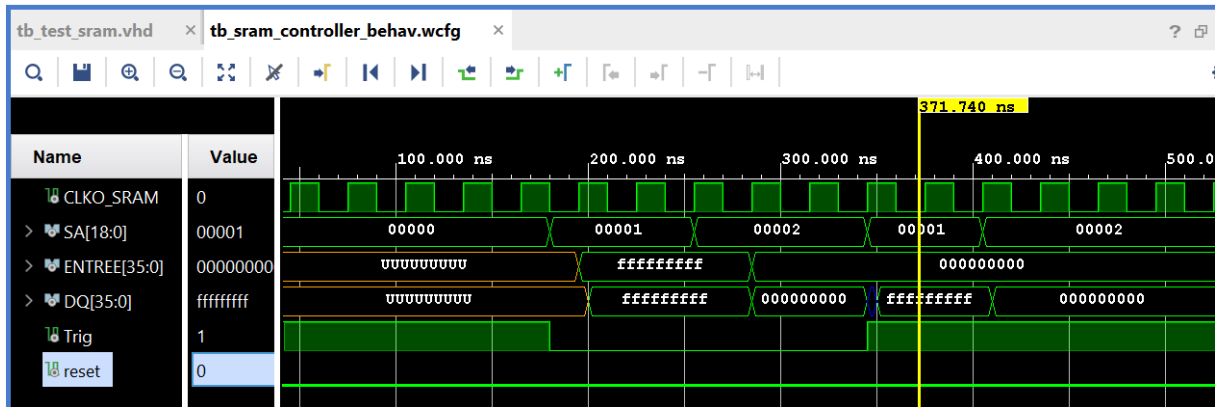 tb_test_sram.vhd × tb_sram_controller_behav.wcfg × ?
371.740 ns
Name Value 100.000 ns 200.000 ns 300.000 ns 400.000 ns 500.0
CLKO_SRAM 0
> SA[18:0] 00001 00000 00001 00002 00001 00002
> ENTREE[35:0] 00000000 UUUUUUUUU fffffffff 000000000
> DQ[35:0] fffffffff UUUUUUUUU fffffffff 000000000 fffffffff 000000000
Trig 1
reset 0